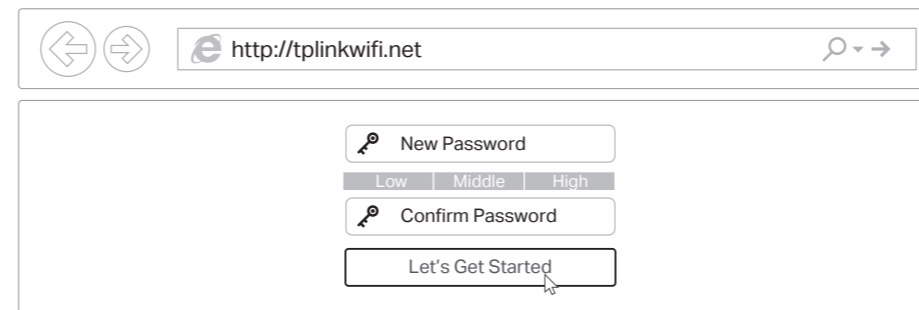 http://tplinkwifi.net
New Password
Low Middle High
Confirm Password
Let's Get Started